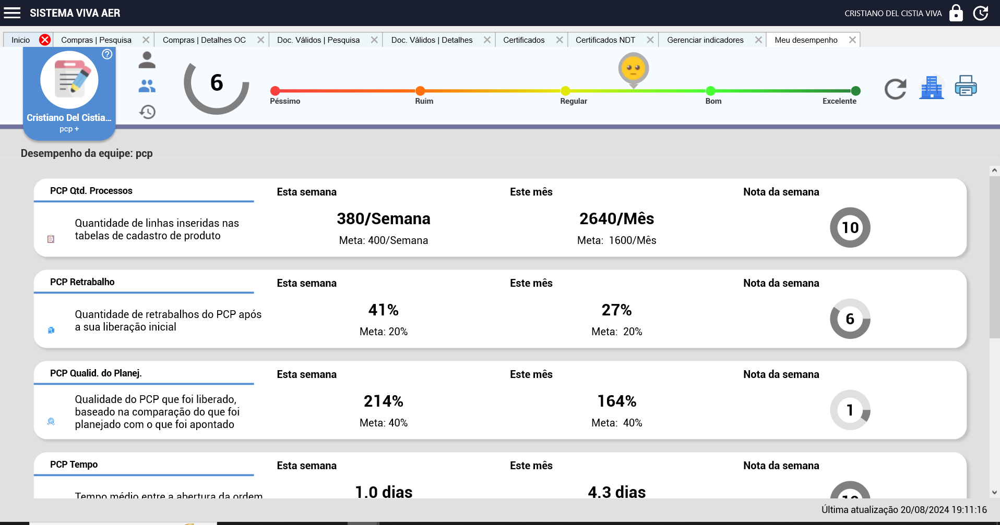 SISTEMA VIVA AER
CRISTIANO DEL CISTIA VIVA
Inicio
Compras | Pesquisa
Compras | Detalhes OC
Doc. Válidos | Pesquisa
Doc. Válidos | Detalhes
Certificados
Certificados NDT
Gerenciar indicadores
Meu desempenho
?
Cristiano Del Cistia...
pcp +
6
Péssimo
Ruim
Regular
Bom
Excelente
Desempenho da equipe: pcp
PCP Qtd. Processos
Quantidade de linhas inseridas nas
tabelas de cadastro de produto
Esta semana
380/Semana
Meta: 400/Semana
Este mês
2640/Mês
Meta: 1600/Mês
Nota da semana
10
PCP Retrabalho
Quantidade de retrabalhos do PCP após
a sua liberação inicial
Esta semana
41%
Meta: 20%
Este mês
27%
Meta: 20%
Nota da semana
6
PCP Qualid. do Planej.
Qualidade do PCP que foi liberado,
baseado na comparação do que foi
planejado com o que foi apontado
Esta semana
214%
Meta: 40%
Este mês
164%
Meta: 40%
Nota da semana
1
PCP Tempo
Tempo médio entre a abertura da ordem
Esta semana
1.0 dias
Este mês
4.3 dias
Nota da semana
10
Última atualização 20/08/2024 19:11:16